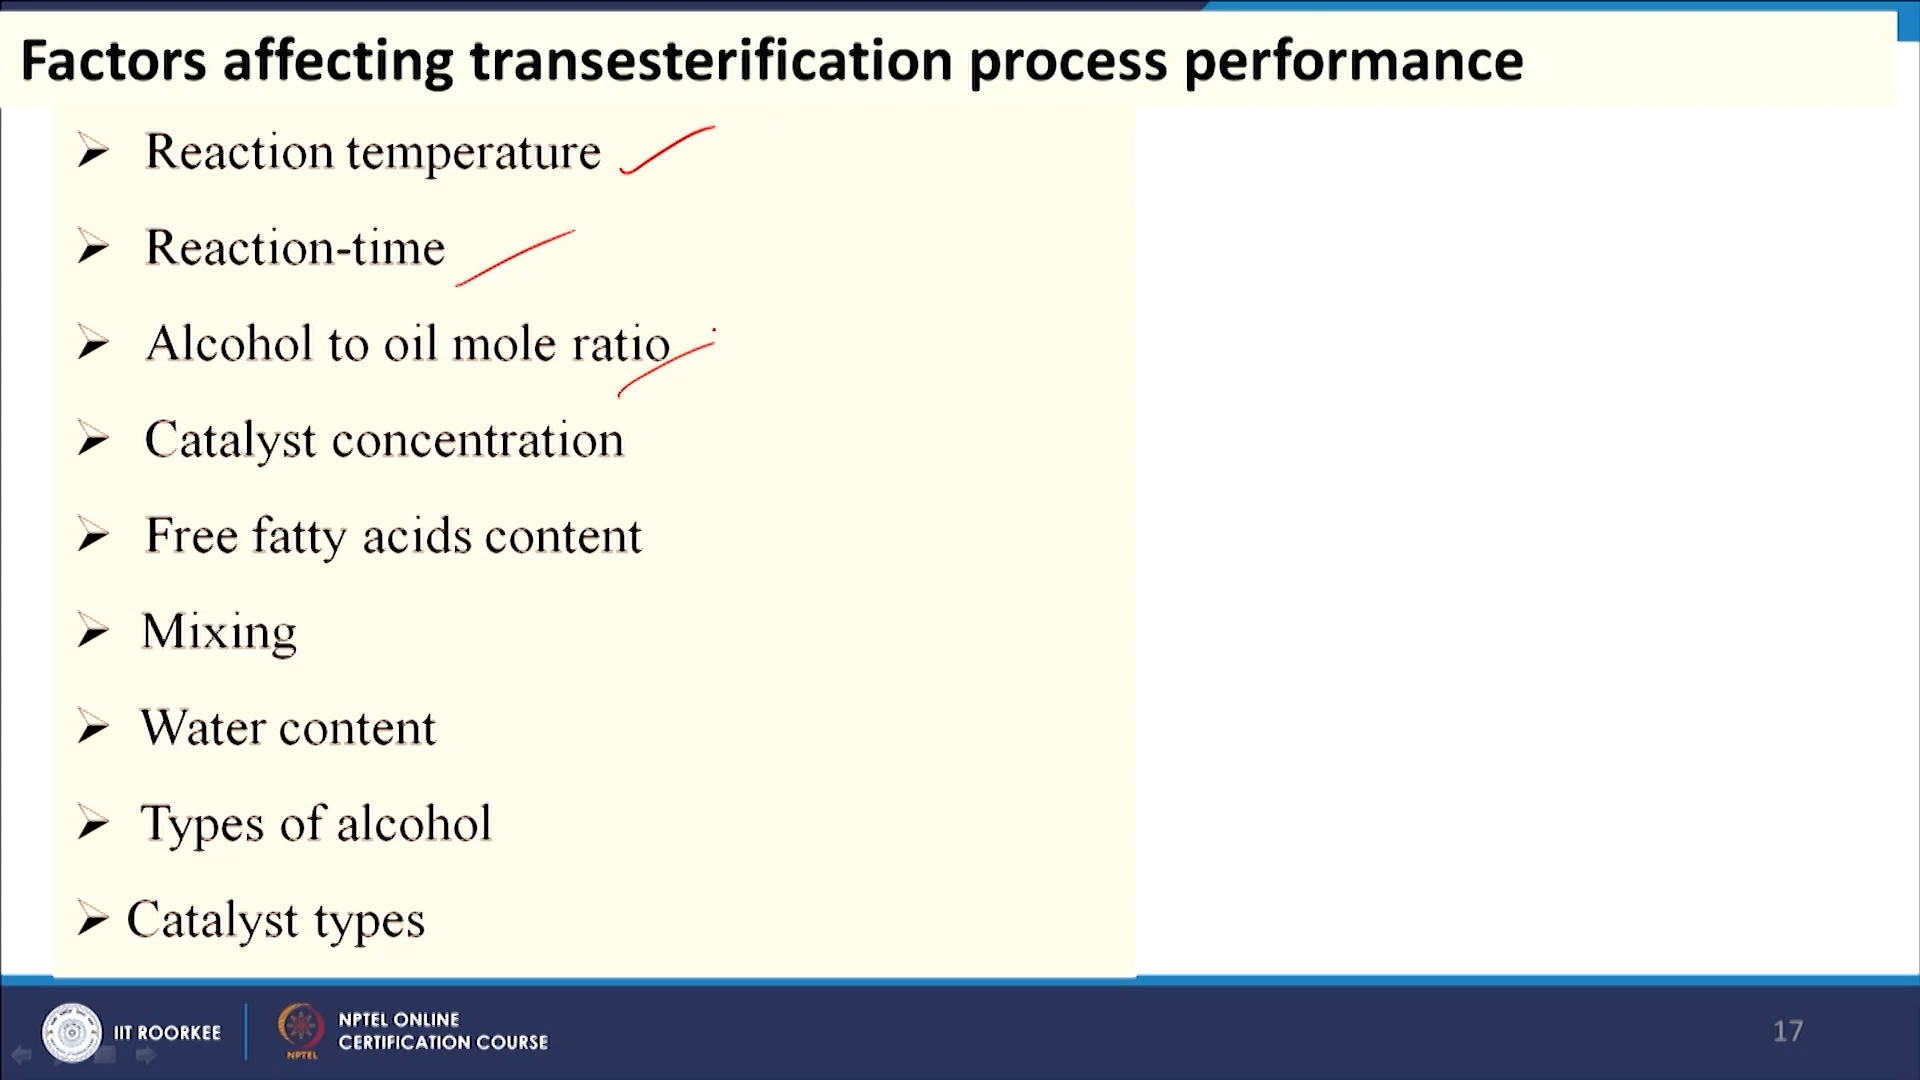 Factors affecting transesterification process performance
Reaction temperature
Reaction-time
Alcohol to oil mole ratio
Catalyst concentration
Free fatty acids content
Mixing
Water content
Types of alcohol
Catalyst types
IIT ROORKEE
NPTEL
NPTEL ONLINE
CERTIFICATION COURSE
17